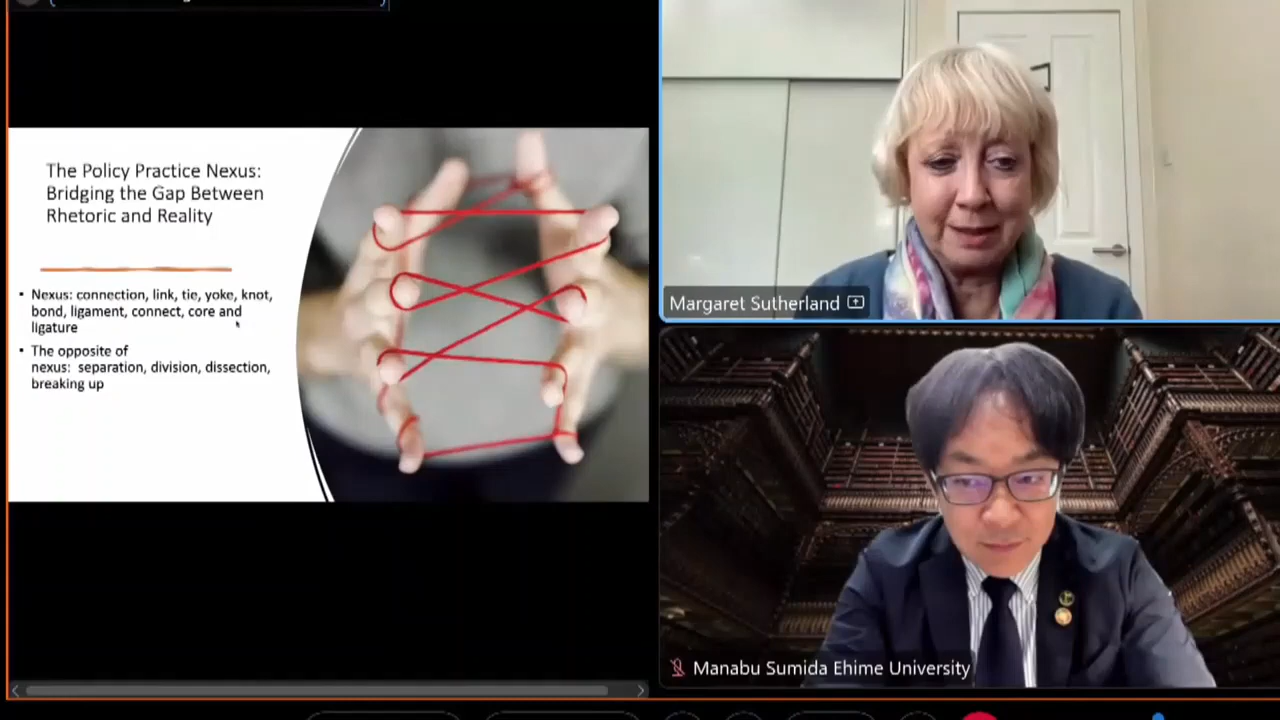 The Policy Practice Nexus:
Bridging the Gap Between
Rhetoric and Reality
• Nexus: connection, link, tie, yoke, knot,
bond, ligament, connect, core and
ligature
• The opposite of
nexus: separation, division, dissection,
breaking up
Margaret Sutherland
Manabu Sumida Ehime University